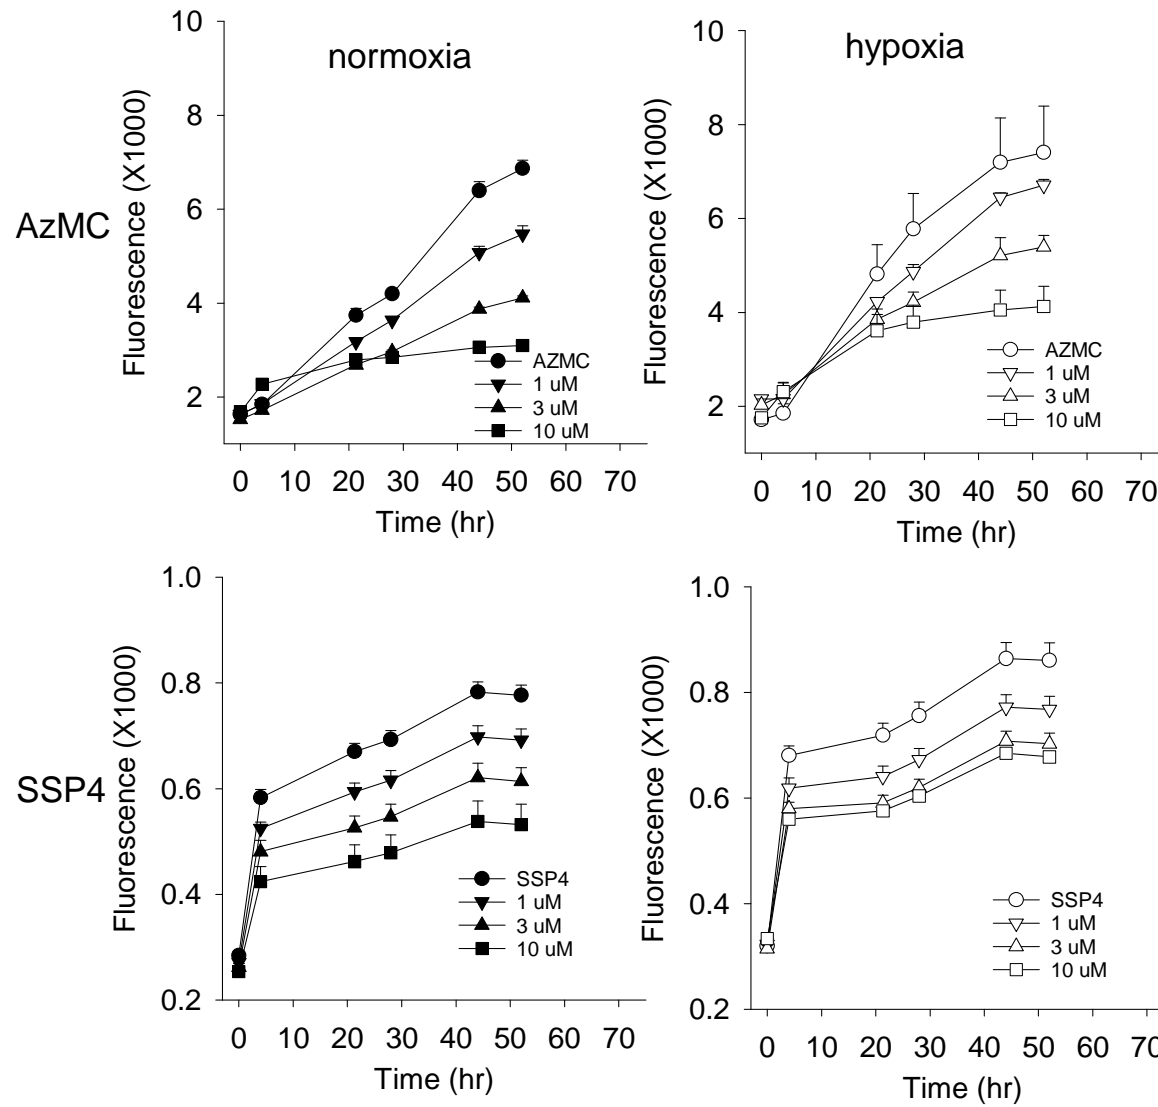 normoxia
10
8
6
4
2
Fluorescence (X1000)
AzMC
AZMC
1 uM
3 uM
10 uM
0 10 20 30 40 50 60 70
Time (hr)
hypoxia
10
8
6
4
2
Fluorescence (X1000)
AZMC
1 uM
3 uM
10 uM
0 10 20 30 40 50 60 70
Time (hr)
1.0
0.8
0.6
0.4
0.2
Fluorescence (X1000)
SSP4
SSP4
1 uM
3 uM
10 uM
0 10 20 30 40 50 60 70
Time (hr)
1.0
0.8
0.6
0.4
0.2
Fluorescence (X1000)
SSP4
1 uM
3 uM
10 uM
0 10 20 30 40 50 60 70
Time (hr)